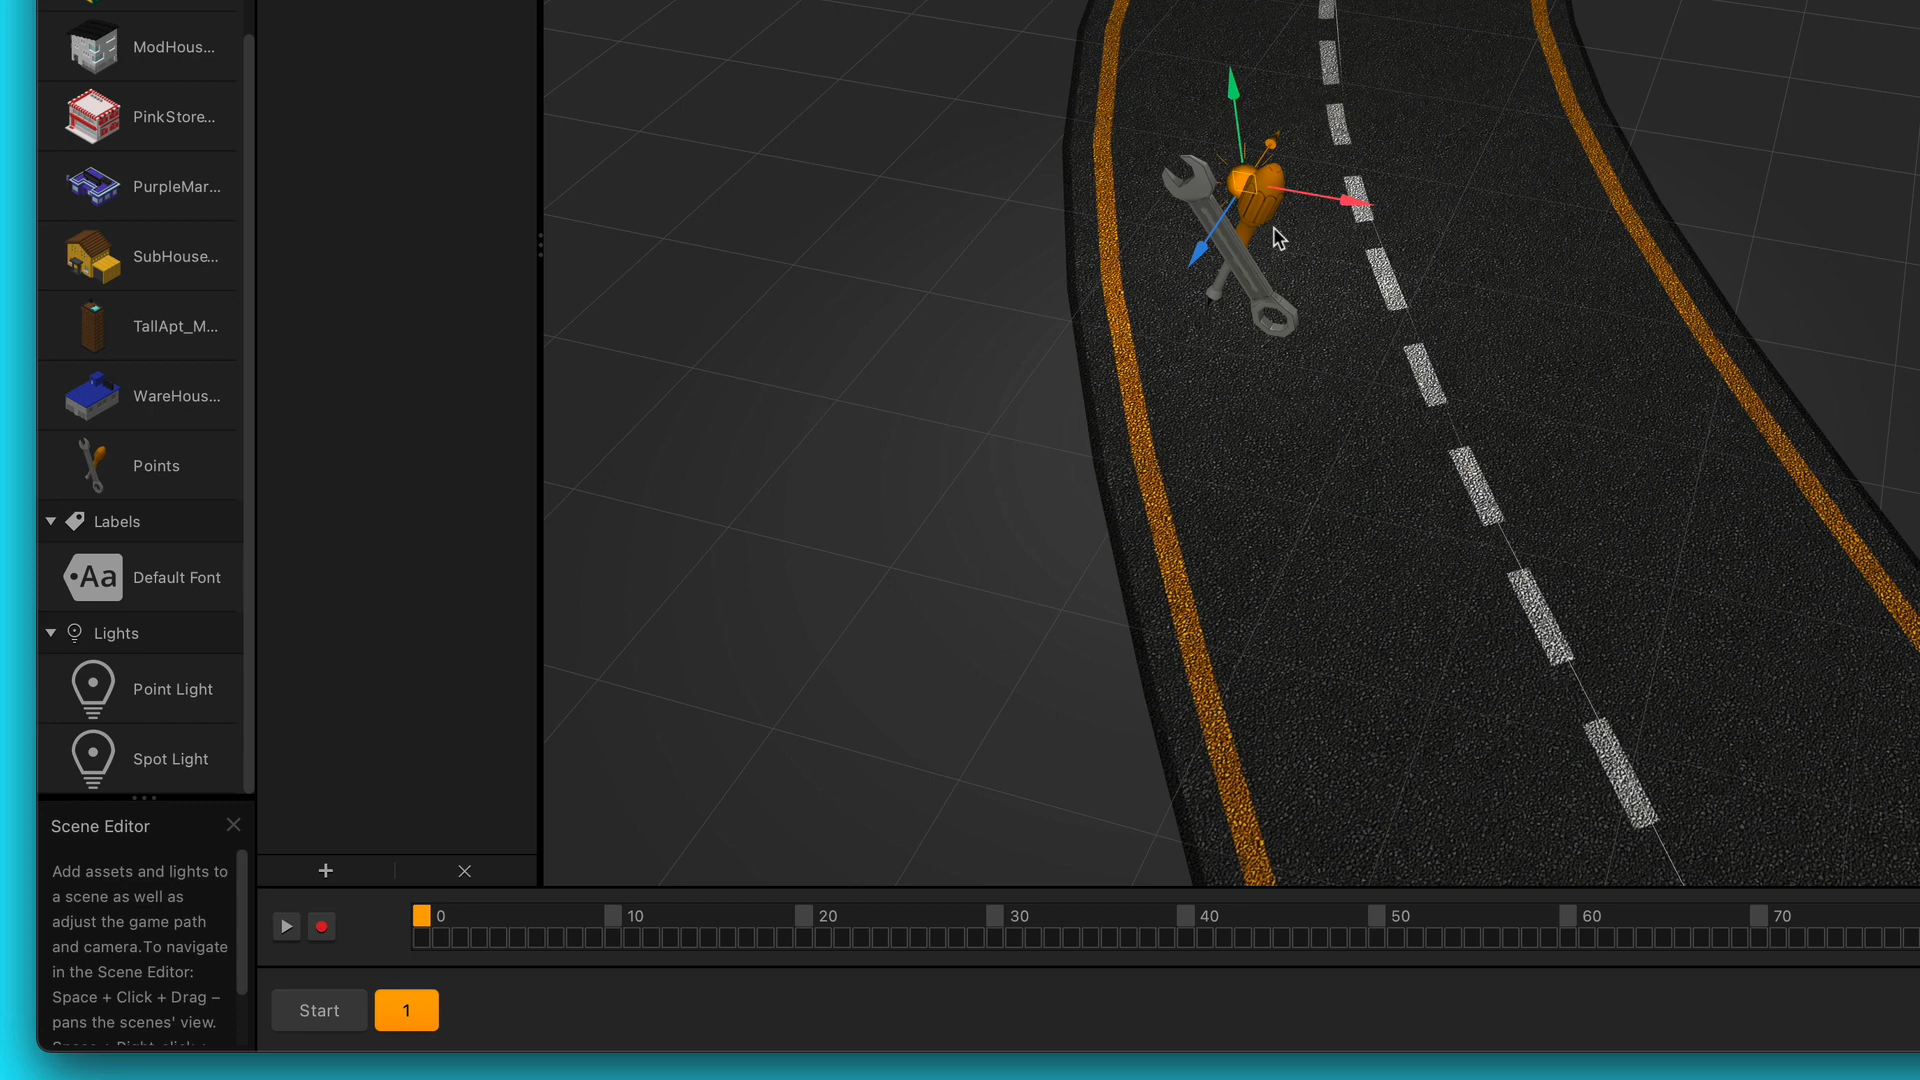 ModHous...
PinkStore...
PurpleMar...
SubHouse...
TallApt_M...
WareHous...
Points
Labels
Aa
Default Font
Lights
Point Light
Spot Light
Scene Editor
Add assets and lights to
a scene as well as
adjust the game path
and camera.To navigate
in the Scene Editor:
Space + Click + Drag –
pans the scenes' view.
0 10 20 30 40 50 60 70
Start
1